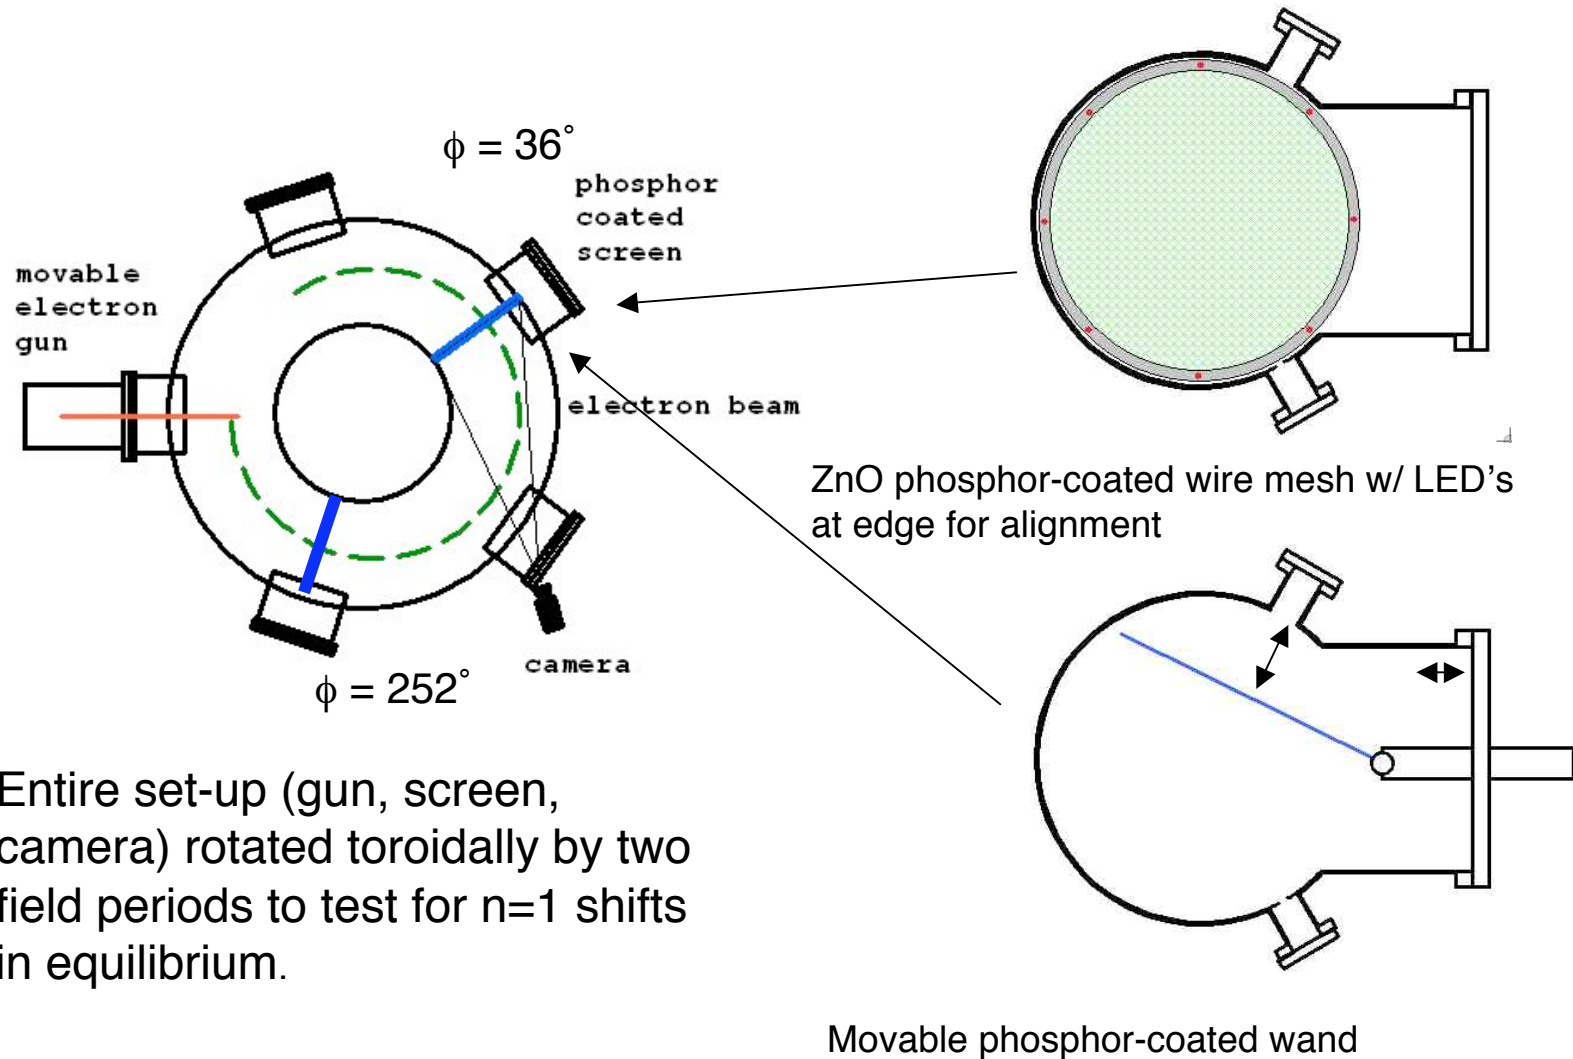 ϕ = 36˚
phosphor
coated
screen
movable
electron
gun
electron beam
camera
ϕ = 252˚
Entire set-up (gun, screen,
camera) rotated toroidally by two
field periods to test for n=1 shifts
in equilibrium.
ZnO phosphor-coated wire mesh w/ LED’s
at edge for alignment
Movable phosphor-coated wand